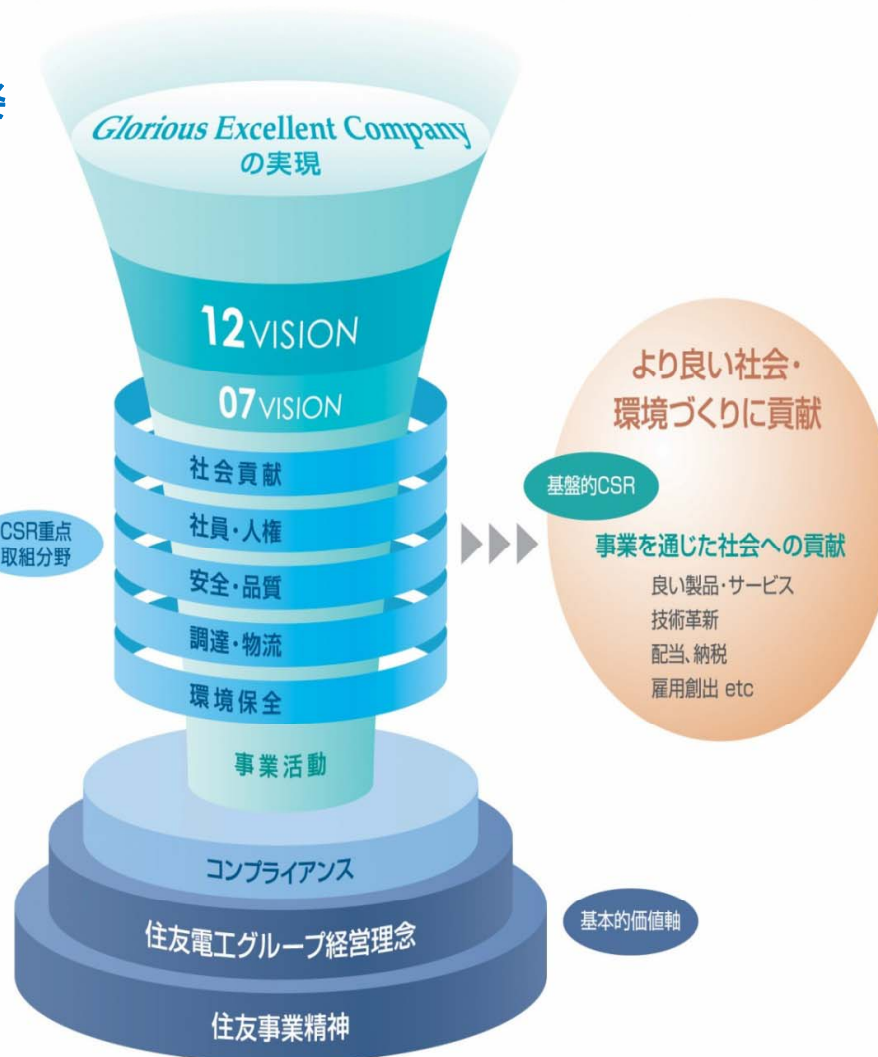 Glorious Excellent Company
の実現
12 VISION
07 VISION
社会貢献
社員・人権
安全・品質
調達・物流
環境保全
事業活動
コンプライアンス
住友電工グループ経営理念
住友事業精神
CSR重点
取組分野
基本的価値軸
より良い社会・
環境づくりに貢献
基盤的CSR
事業を通じた社会への貢献
良い製品・サービス
技術革新
配当、納税
雇用創出 etc